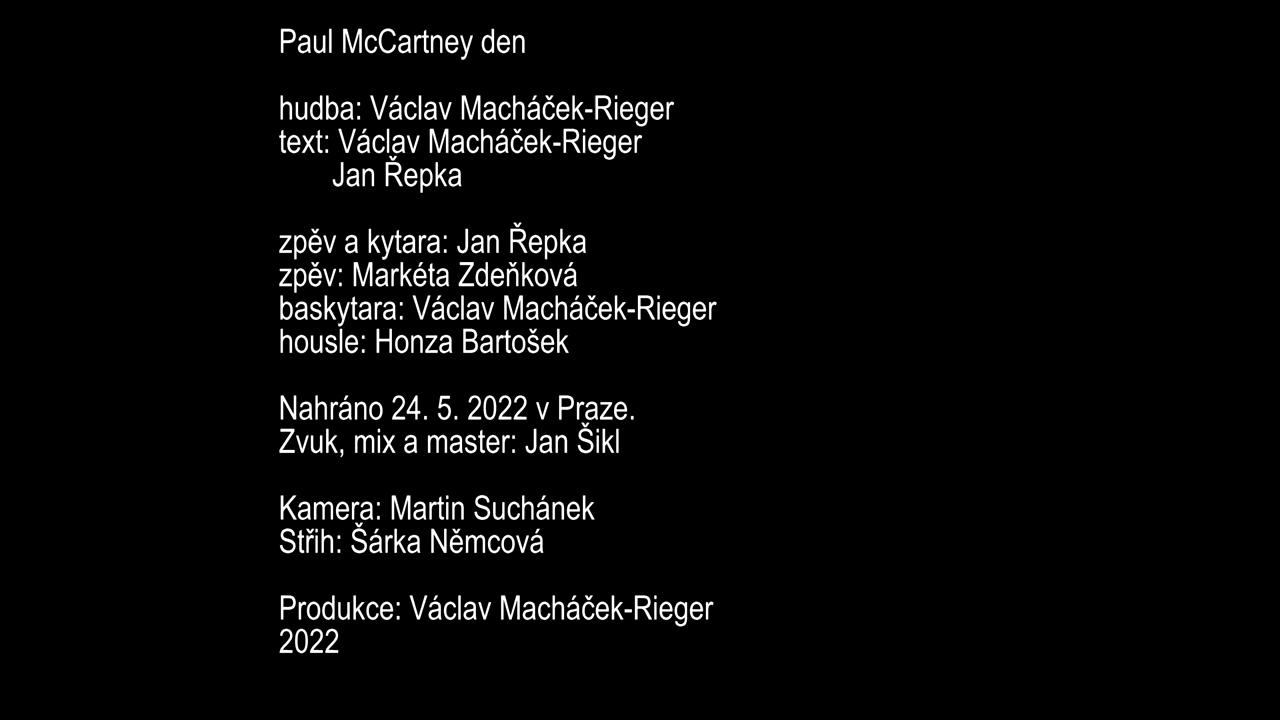 Paul McCartney den
hudba: Václav Macháček-Rieger
text: Václav Macháček-Rieger
Jan Řepka
zpěv a kytara: Jan Řepka
zpěv: Markéta Zdeňková
baskytara: Václav Macháček-Rieger
housle: Honza Bartošek
Nahráno 24. 5. 2022 v Praze.
Zvuk, mix a master: Jan Šikl
Kamera: Martin Suchánek
Střih: Šárka Němcová
Produkce: Václav Macháček-Rieger
2022